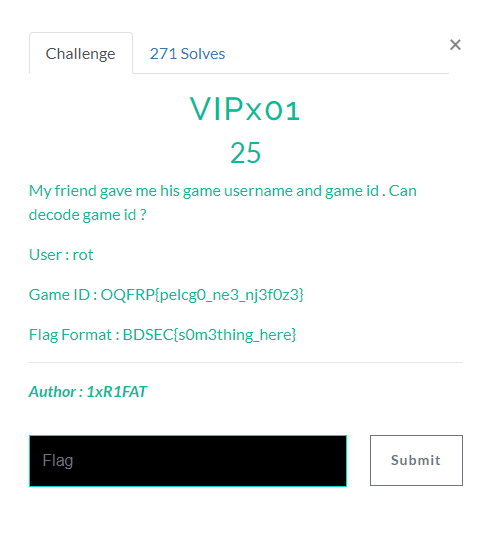 Challenge
271 Solves
×
VIPx01
25
My friend gave me his game username and game id . Can
decode game id ?
User : rot
Game ID : OQFRP{pelcg0_ne3_nj3f0z3}
Flag Format : BDSEC{s0m3thing_here}
Author : 1xR1FAT
Flag
Submit